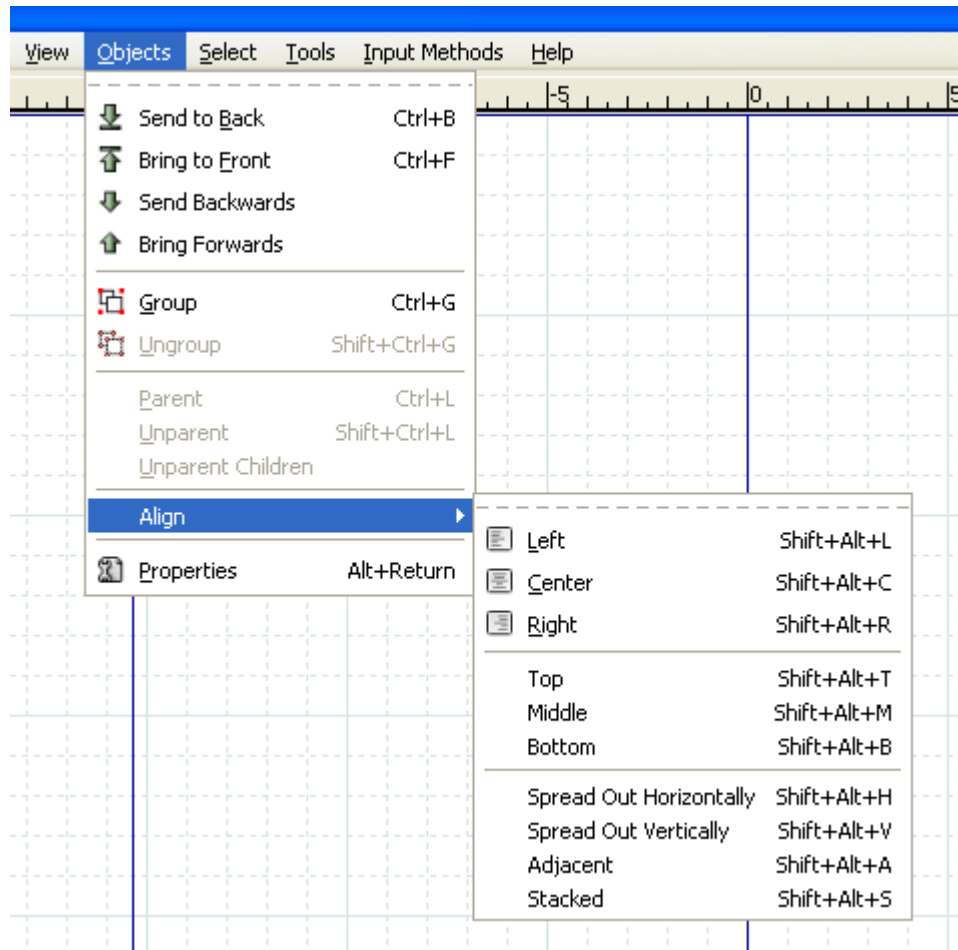 View Objects Select Tools Input Methods Help
-5 0 5
Send to Back Ctrl+B
Bring to Front Ctrl+F
Send Backwards
Bring Forwards
Group Ctrl+G
Ungroup Shift+Ctrl+G
Parent Ctrl+L
Unparent Shift+Ctrl+L
Unparent Children
Align
Properties Alt+Return
Left Shift+Alt+L
Center Shift+Alt+C
Right Shift+Alt+R
Top Shift+Alt+T
Middle Shift+Alt+M
Bottom Shift+Alt+B
Spread Out Horizontally Shift+Alt+H
Spread Out Vertically Shift+Alt+V
Adjacent Shift+Alt+A
Stacked Shift+Alt+S